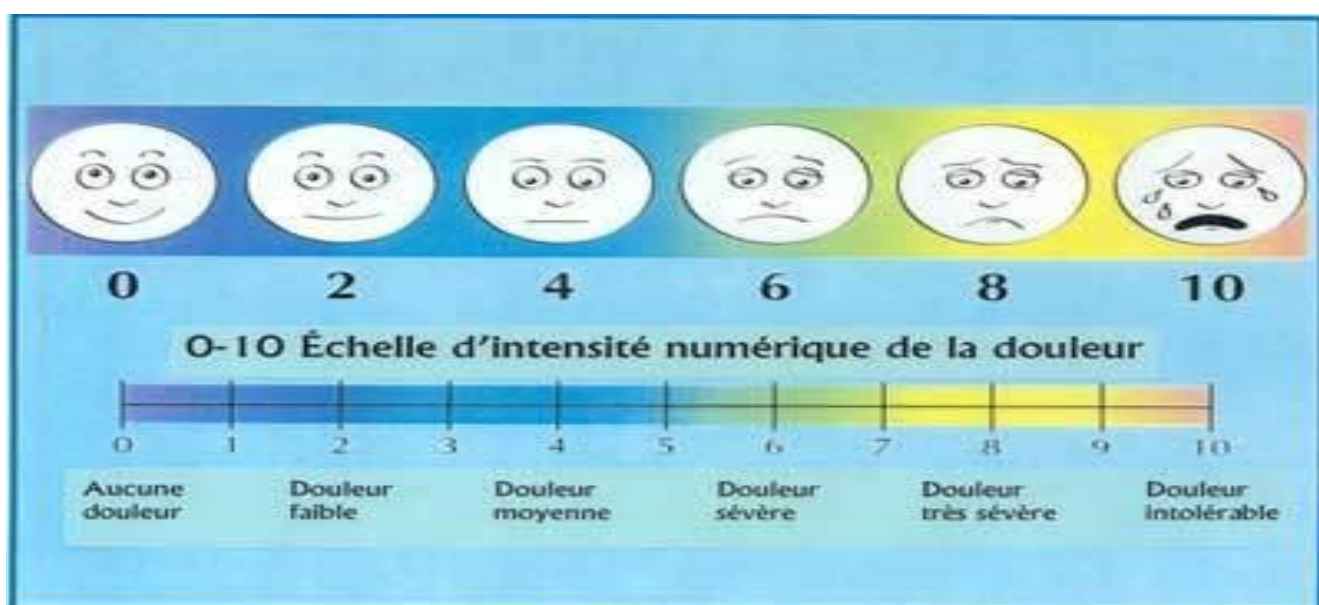 0 2 4 6 8 10
0-10 Échelle d'intensité numérique de la douleur
0 1 2 3 4 5 6 7 8 9 10
Aucune douleur
Douleur faible
Douleur moyenne
Douleur sévère
Douleur très sévère
Douleur intolérable